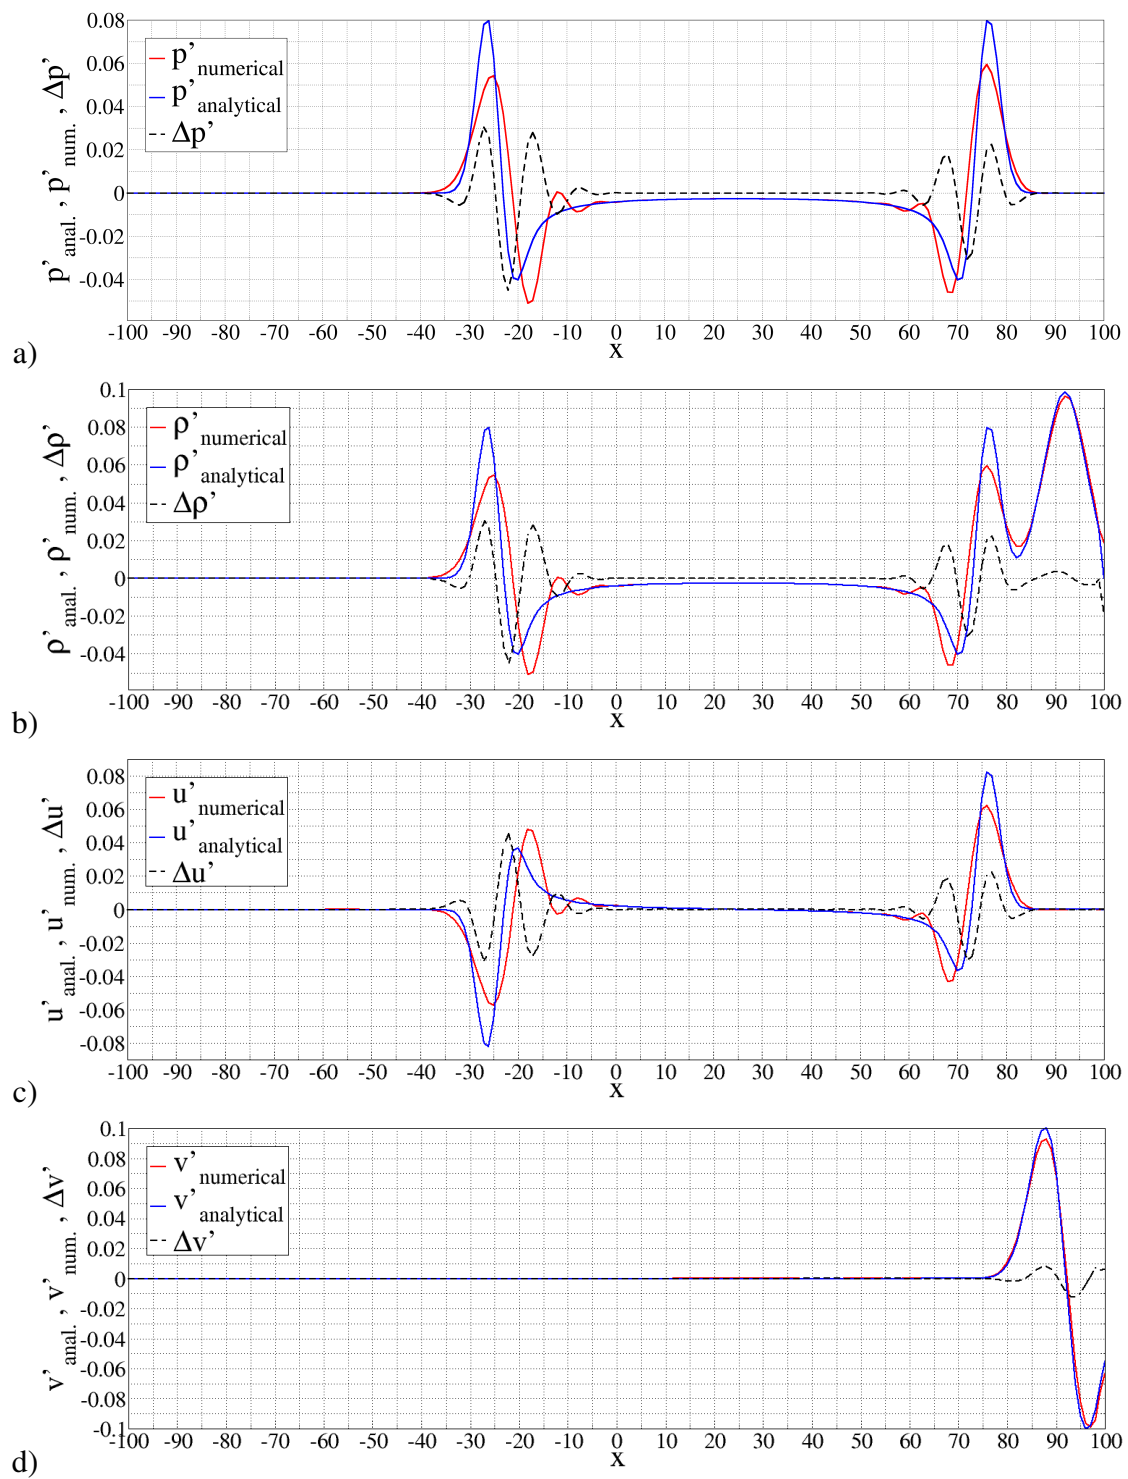 0.08
0.06
0.04
0.02
0
-0.02
-0.04
p'anal. , p'num. , Δp'
p'numerical
p'analytical
Δp'
-100 -90 -80 -70 -60 -50 -40 -30 -20 -10 0 10 20 30 40 50 60 70 80 90 100
x
a)
0.1
0.08
0.06
0.04
0.02
0
-0.02
-0.04
ρ'anal. , ρ'num. , Δρ'
ρ'numerical
ρ'analytical
Δρ'
-100 -90 -80 -70 -60 -50 -40 -30 -20 -10 0 10 20 30 40 50 60 70 80 90 100
x
b)
0.08
0.06
0.04
0.02
0
-0.02
-0.04
-0.06
-0.08
u'anal. , u'num. , Δu'
u'numerical
u'analytical
Δu'
-100 -90 -80 -70 -60 -50 -40 -30 -20 -10 0 10 20 30 40 50 60 70 80 90 100
x
c)
0.1
0.08
0.06
0.04
0.02
0
-0.02
-0.04
-0.06
-0.08
-0.1
v'anal. , v'num. , Δv'
v'numerical
v'analytical
Δv'
-100 -90 -80 -70 -60 -50 -40 -30 -20 -10 0 10 20 30 40 50 60 70 80 90 100
x
d)